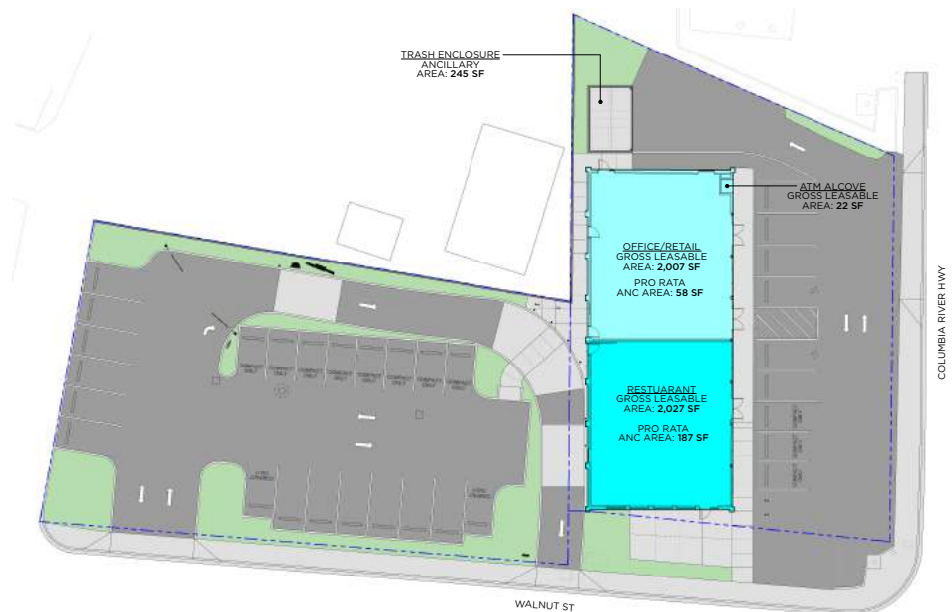 TRASH ENCLOSURE
ANCILLARY
AREA: 245 SF
ATM ALCOVE
GROSS LEASABLE
AREA: 22 SF
OFFICE/RETAIL
GROSS LEASABLE
AREA: 2,007 SF
PRO RATA
ANC AREA: 58 SF
RESTUARANT
GROSS LEASABLE
AREA: 2,027 SF
PRO RATA
ANC AREA: 187 SF
COLUMBIA RIVER HWY
WALNUT ST